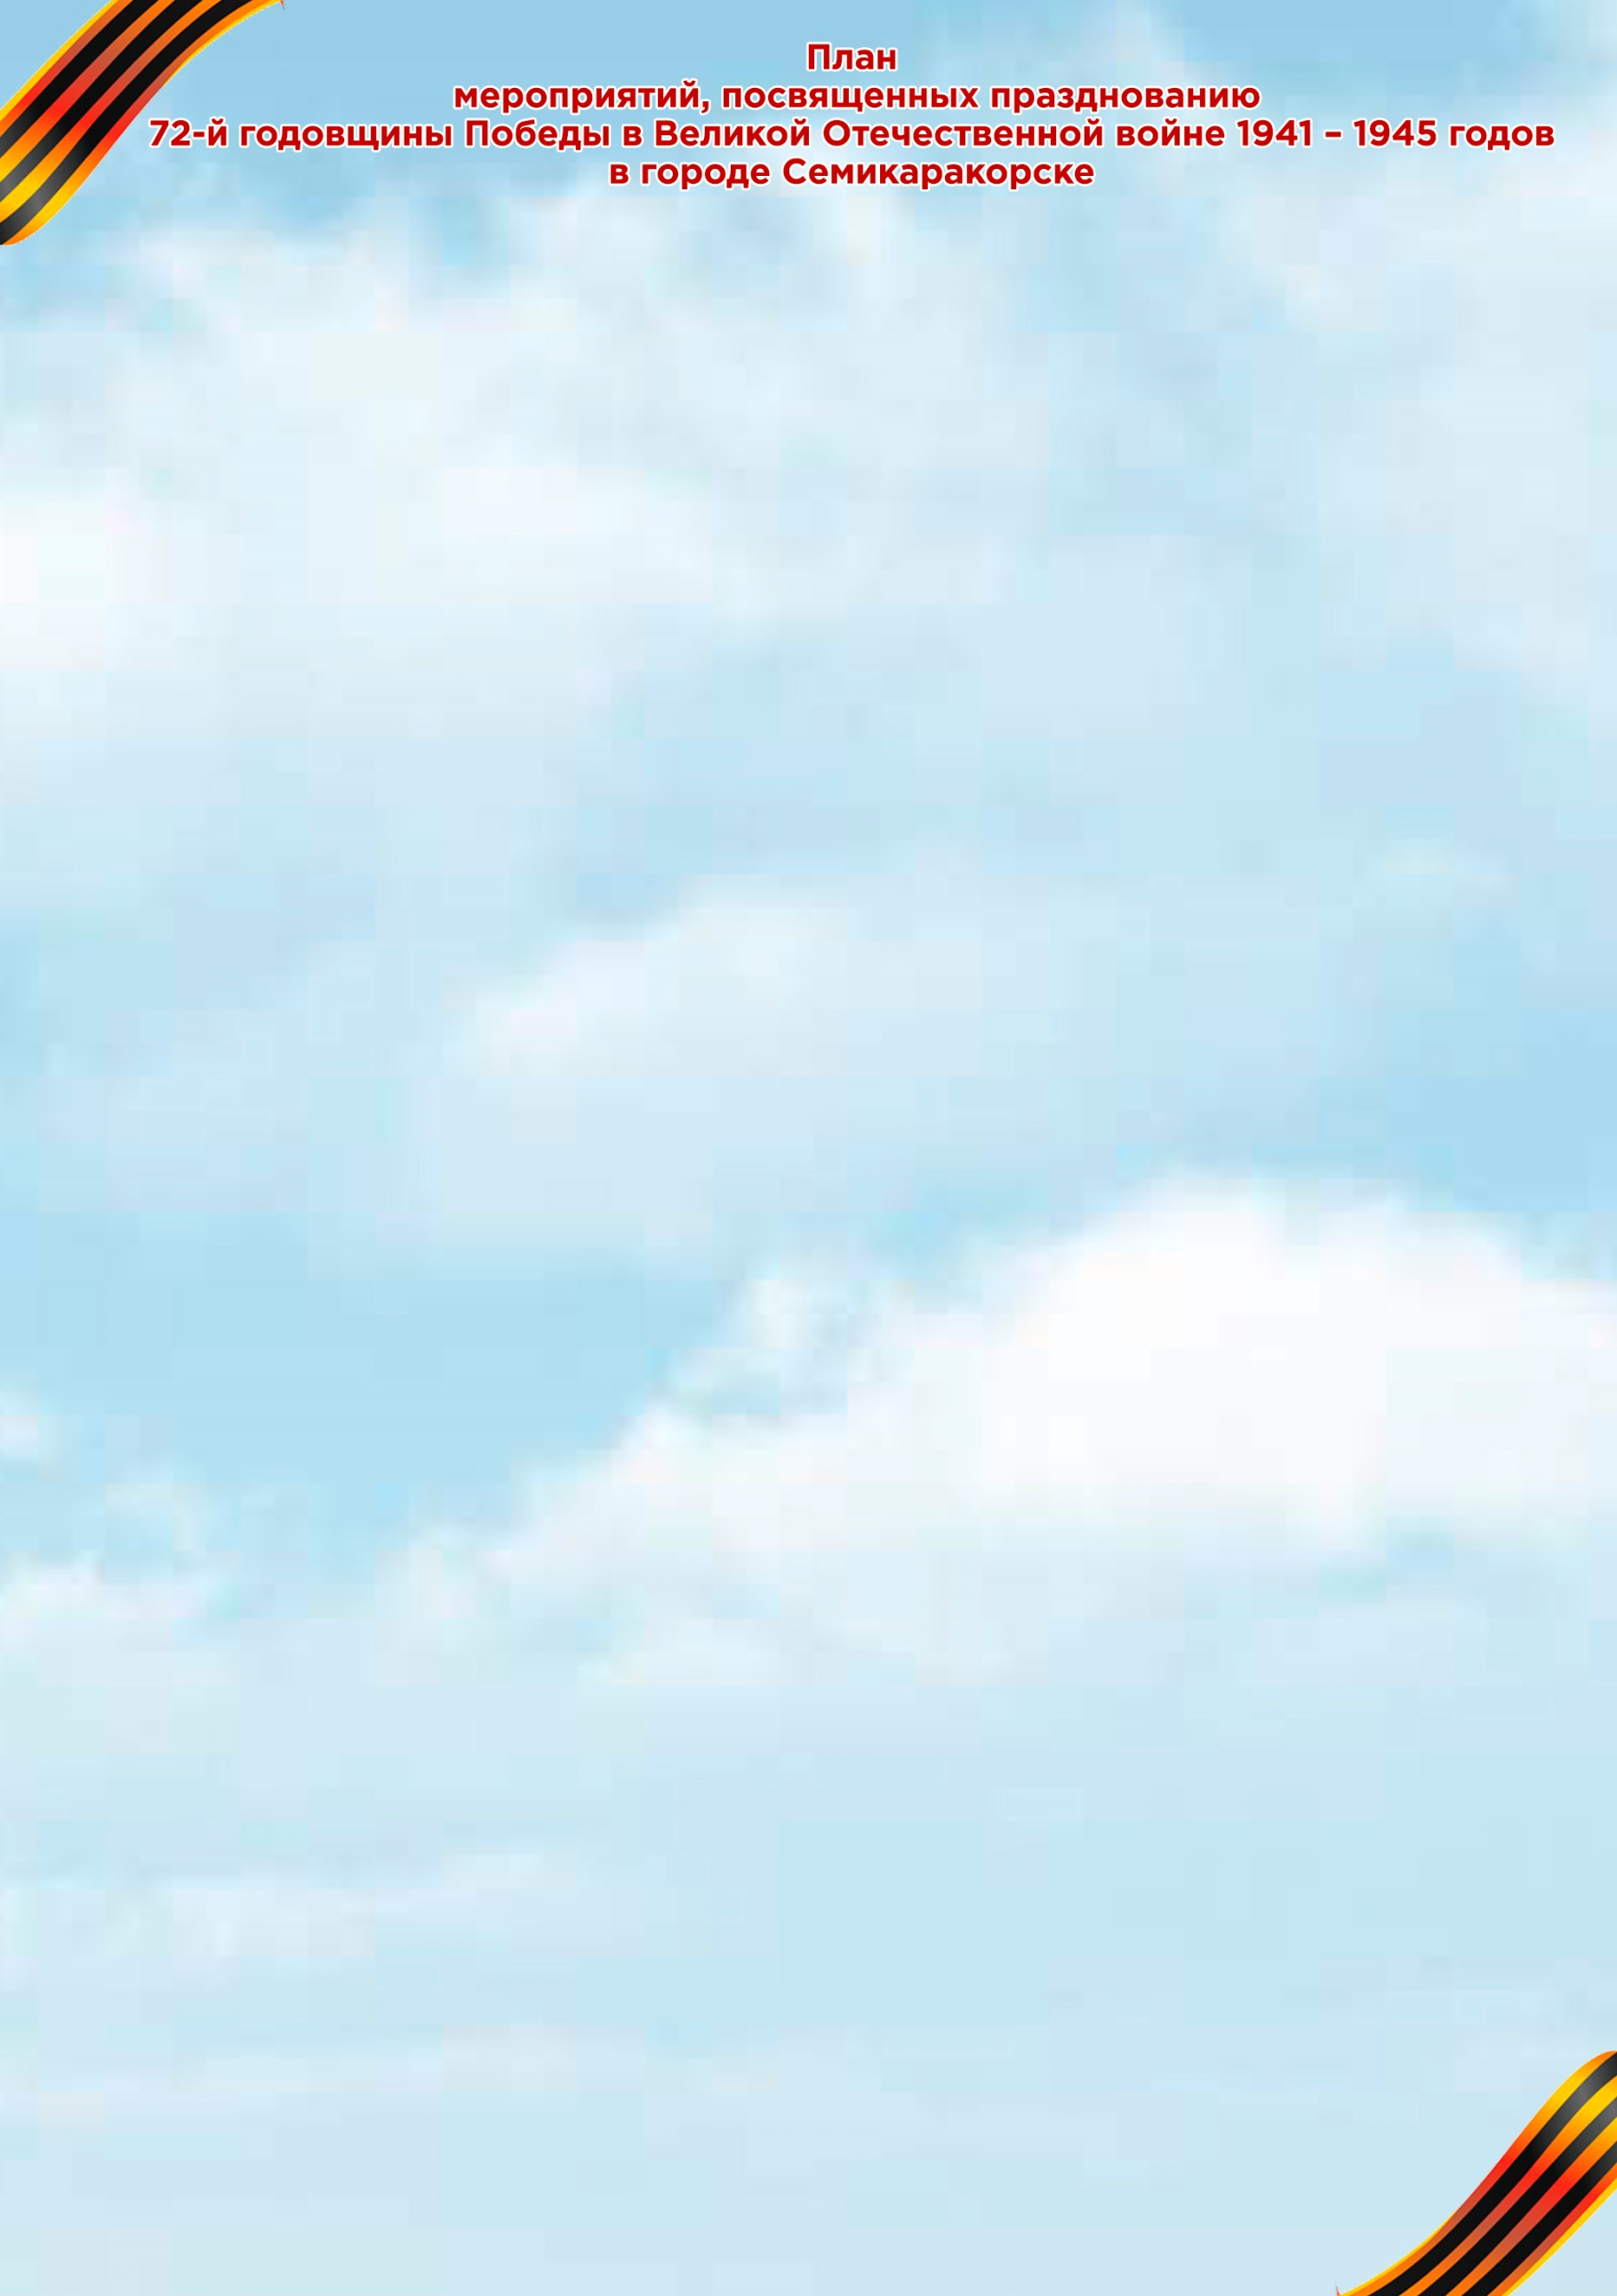 План
мероприятий, посвященных празднованию
72-й годовщины Победы в Великой Отечественной войне 1941 – 1945 годов
в городе Семикаракорске